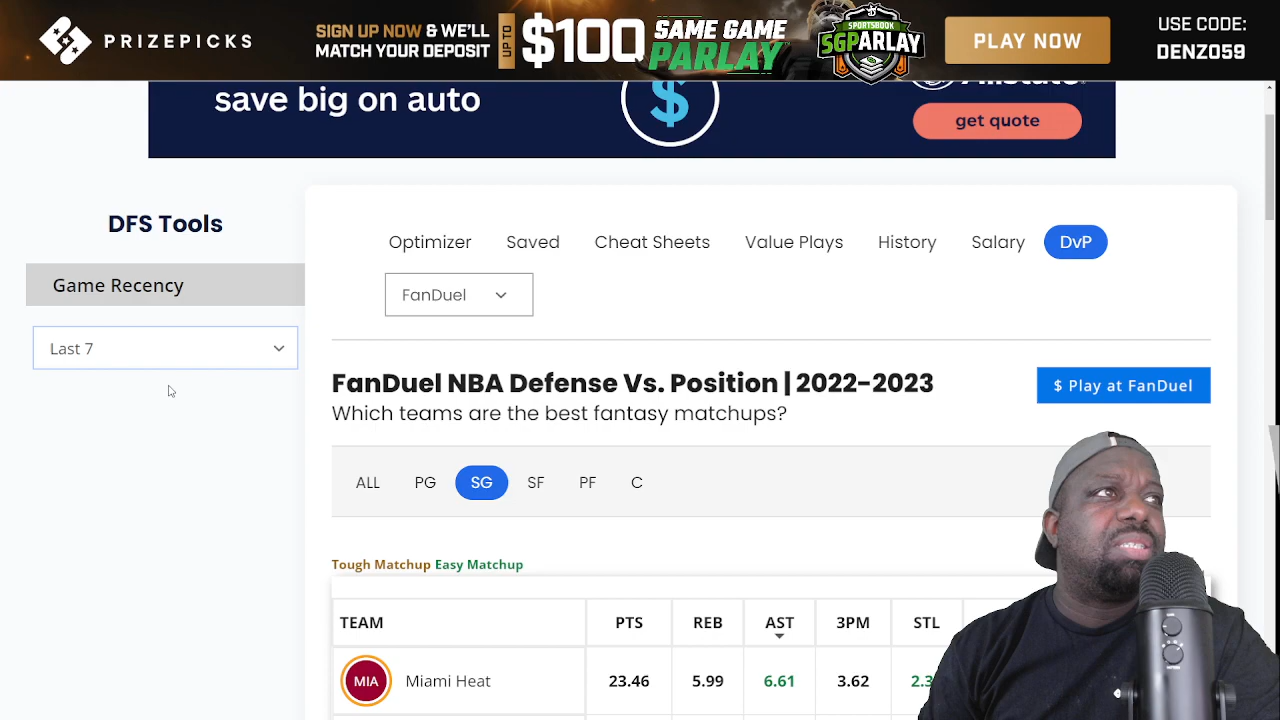 PRIZEPICKS
SIGN UP NOW & WE'LL
MATCH YOUR DEPOSIT
UP TO
$100
SAME GAME
PARLAY
SPORTSBOOK
SGPARLAY
PLAY NOW
USE CODE:
DENZO59
save big on auto
$
get quote
DFS Tools
Game Recency
Last 7
Optimizer Saved Cheat Sheets Value Plays History Salary DvP
FanDuel
FanDuel NBA Defense Vs. Position | 2022-2023
Which teams are the best fantasy matchups?
$ Play at FanDuel
ALL PG SG SF PF C
Tough Matchup Easy Matchup
TEAM PTS REB AST 3PM STL
MIA Miami Heat 23.46 5.99 6.61 3.62